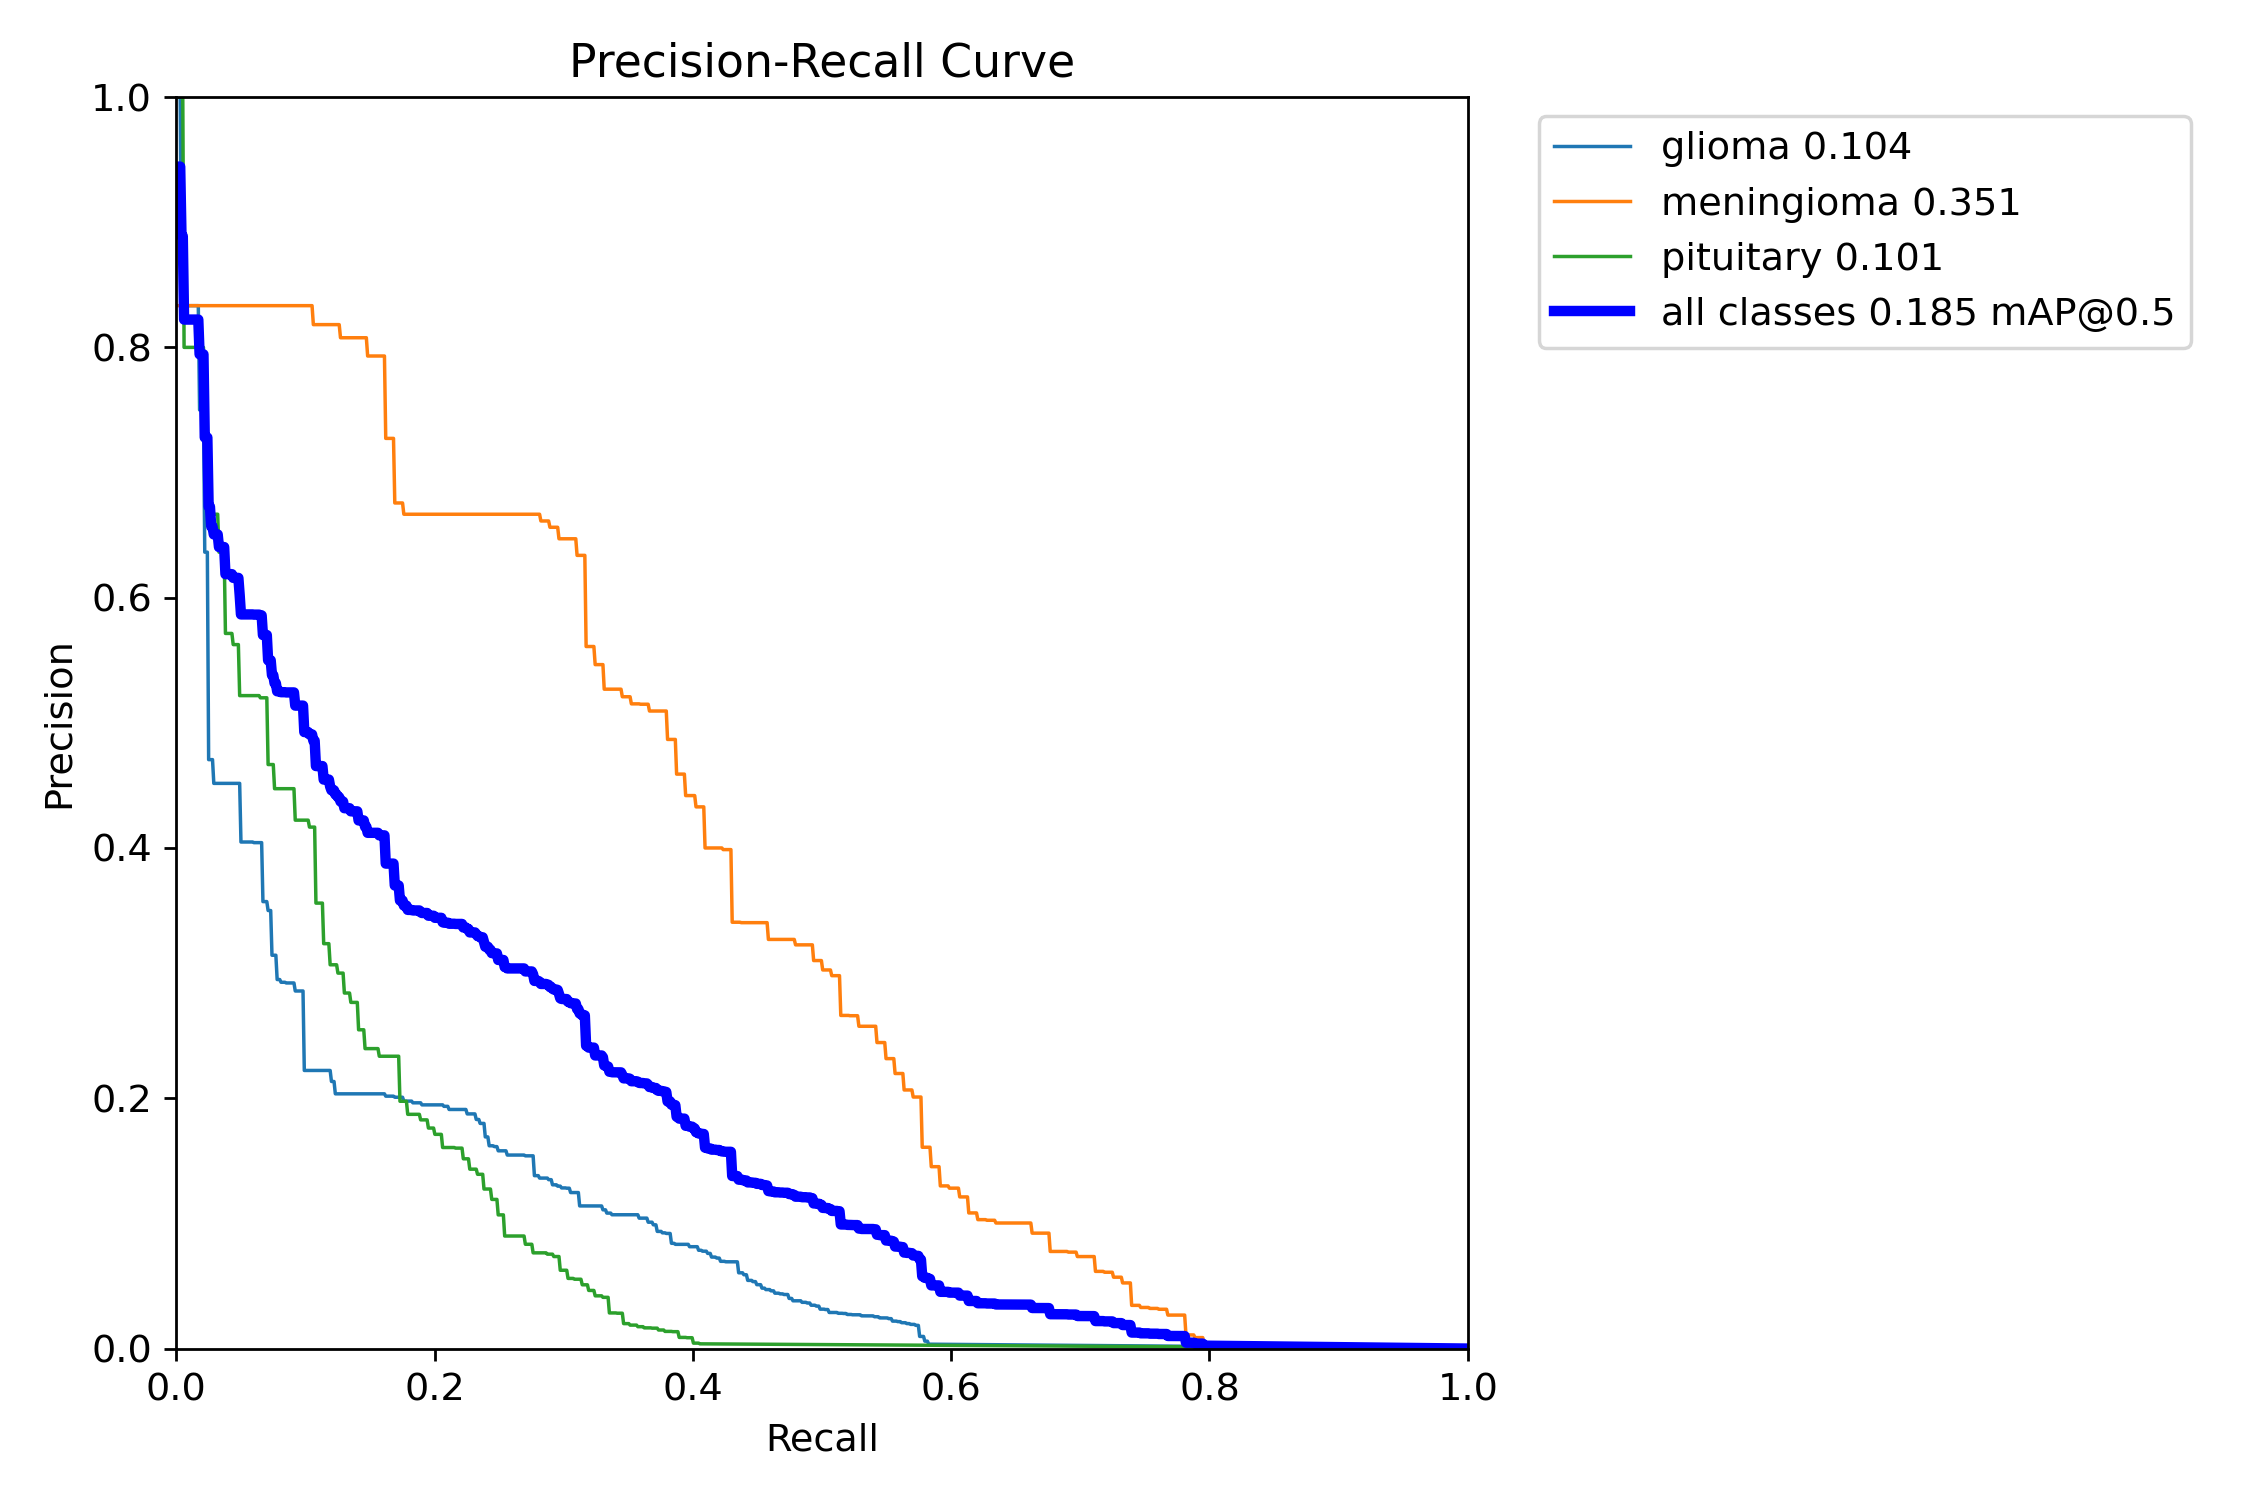 Precision-Recall Curve
1.0
0.8
0.6
0.4
0.2
0.0
Precision
0.0 0.2 0.4 0.6 0.8 1.0
Recall
glioma 0.104
meningioma 0.351
pituitary 0.101
all classes 0.185 mAP@0.5